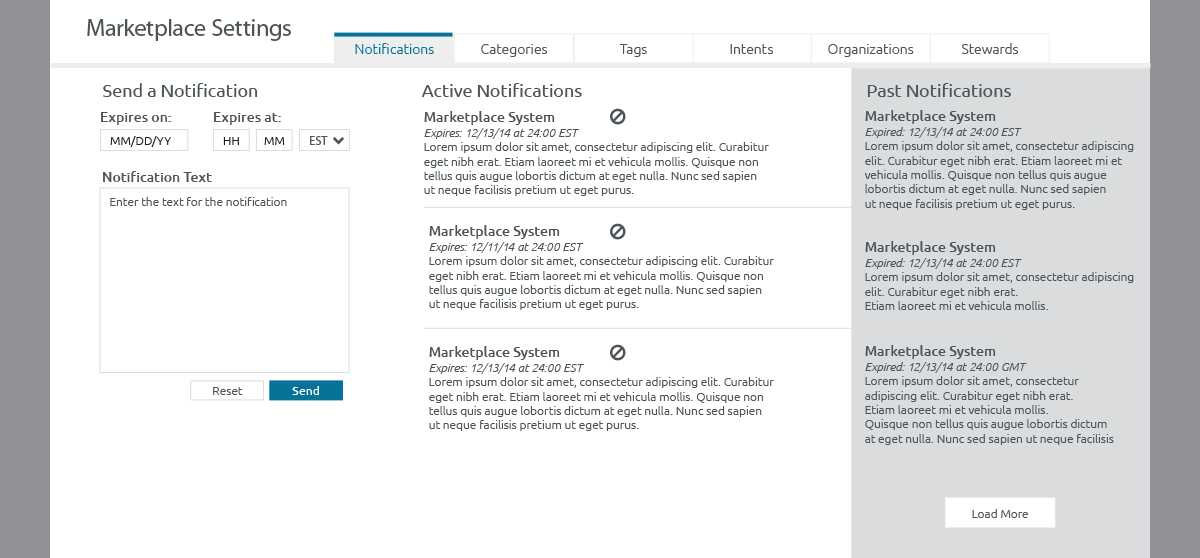 Marketplace Settings
Notifications
Categories
Tags
Intents
Organizations
Stewards
Send a Notification
Expires on:
Expires at:
MM/DD/YY
HH
MM
EST
Notification Text
Enter the text for the notification
Reset
Send
Active Notifications
Marketplace System
Expires: 12/13/14 at 24:00 EST
Lorem ipsum dolor sit amet, consectetur adipiscing elit. Curabitur
eget nibh erat. Etiam laoreet mi et vehicula mollis. Quisque non
tellus quis augue lobortis dictum at eget nulla. Nunc sed sapien
ut neque facilisis pretium ut eget purus.
Marketplace System
Expires: 12/11/14 at 24:00 EST
Lorem ipsum dolor sit amet, consectetur adipiscing elit. Curabitur
eget nibh erat. Etiam laoreet mi et vehicula mollis. Quisque non
tellus quis augue lobortis dictum at eget nulla. Nunc sed sapien
ut neque facilisis pretium ut eget purus.
Marketplace System
Expires: 12/13/14 at 24:00 EST
Lorem ipsum dolor sit amet, consectetur adipiscing elit. Curabitur
eget nibh erat. Etiam laoreet mi et vehicula mollis. Quisque non
tellus quis augue lobortis dictum at eget nulla. Nunc sed sapien
ut neque facilisis pretium ut eget purus.
Past Notifications
Marketplace System
Expired: 12/13/14 at 24:00 EST
Lorem ipsum dolor sit amet, consectetur adipiscing
elit. Curabitur eget nibh erat. Etiam laoreet mi et
vehicula mollis. Quisque non tellus quis augue
lobortis dictum at eget nulla. Nunc sed sapien
ut neque facilisis pretium ut eget purus.
Marketplace System
Expired: 12/13/14 at 24:00 EST
Lorem ipsum dolor sit amet, consectetur adipiscing
elit. Curabitur eget nibh erat.
Etiam laoreet mi et vehicula mollis.
Marketplace System
Expired: 12/13/14 at 24:00 GMT
Lorem ipsum dolor sit amet, consectetur
adipiscing elit. Curabitur eget nibh erat.
Etiam laoreet mi et vehicula mollis.
Quisque non tellus quis augue lobortis dictum
at eget nulla. Nunc sed sapien ut neque facilisis
Load More